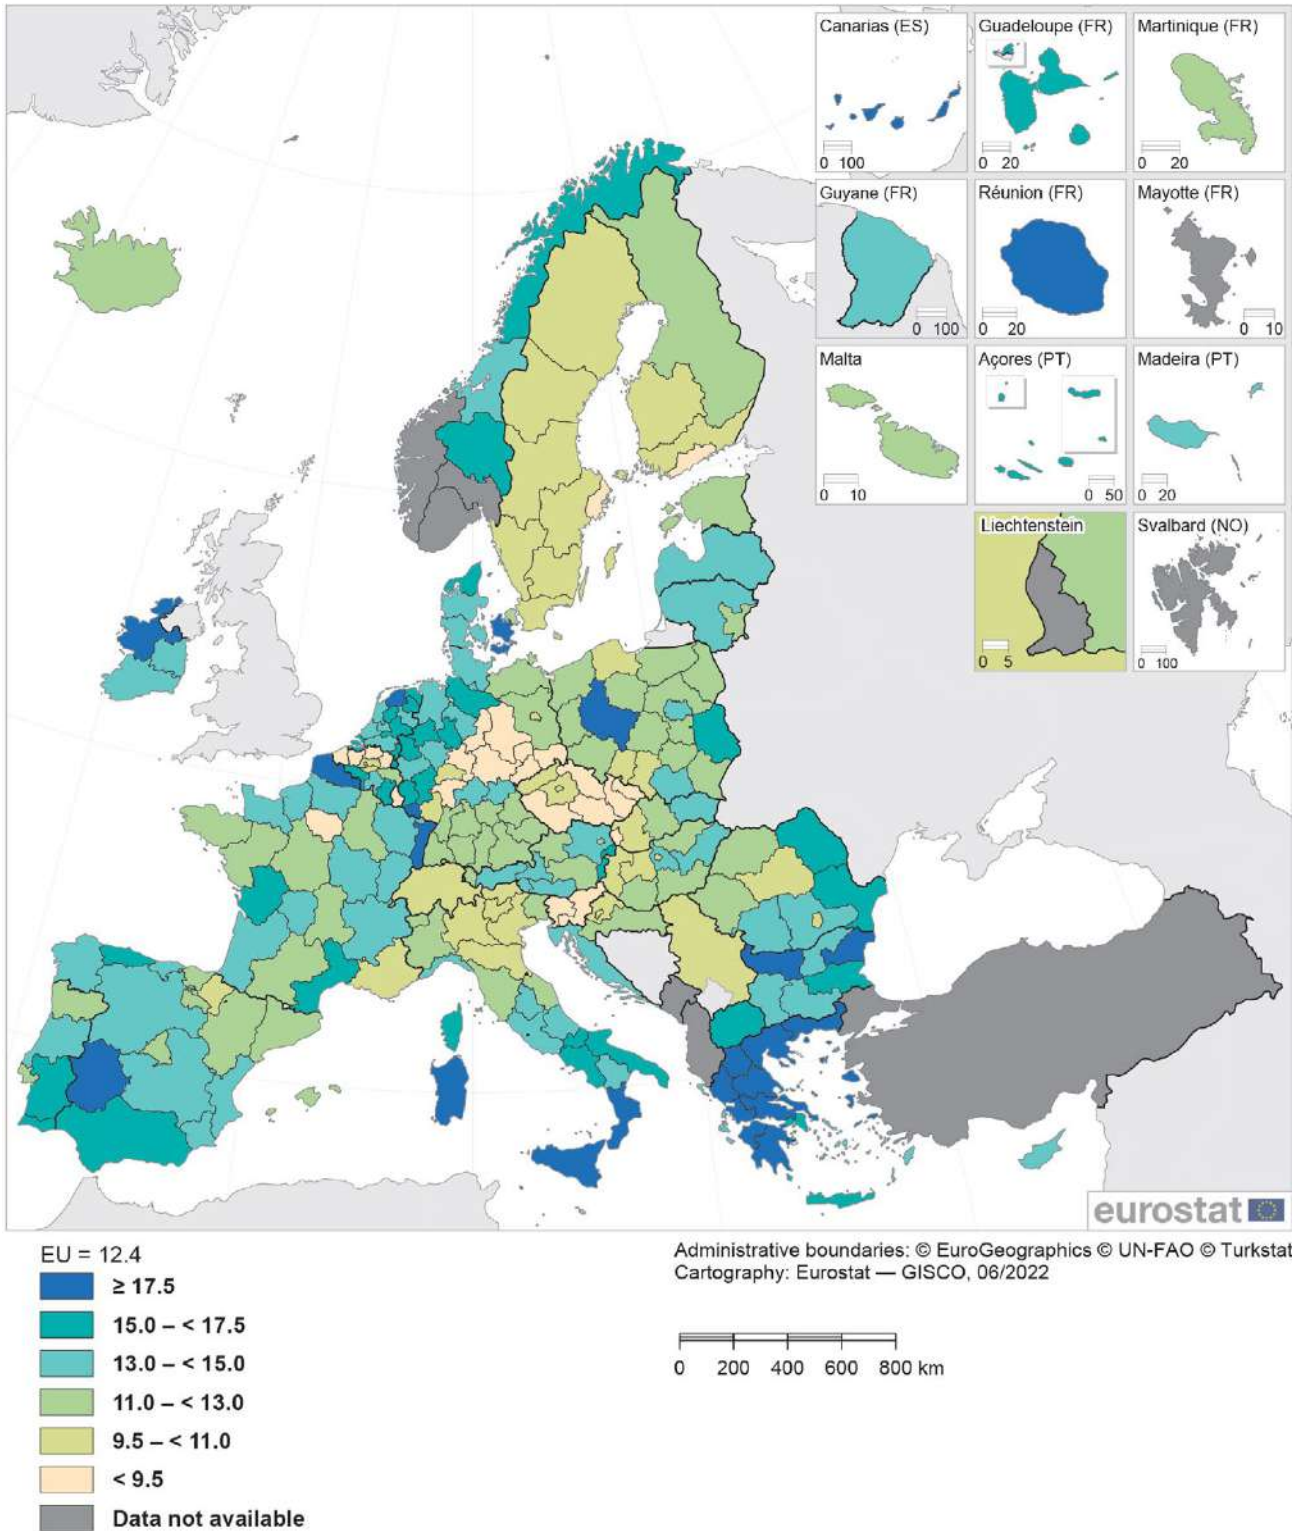 Canarias (ES)
0 100
Guadeloupe (FR)
0 20
Martinique (FR)
0 20
Guyane (FR)
0 100
Réunion (FR)
0 20
Mayotte (FR)
0 10
Malta
0 10
Açores (PT)
0 50
Madeira (PT)
0 20
Liechtenstein
0 5
Svalbard (NO)
0 100
eurostat
EU = 12.4
≥ 17.5
15.0 – < 17.5
13.0 – < 15.0
11.0 – < 13.0
9.5 – < 11.0
< 9.5
Data not available
Administrative boundaries: © EuroGeographics © UN-FAO © Turkstat
Cartography: Eurostat — GISCO, 06/2022
0 200 400 600 800 km